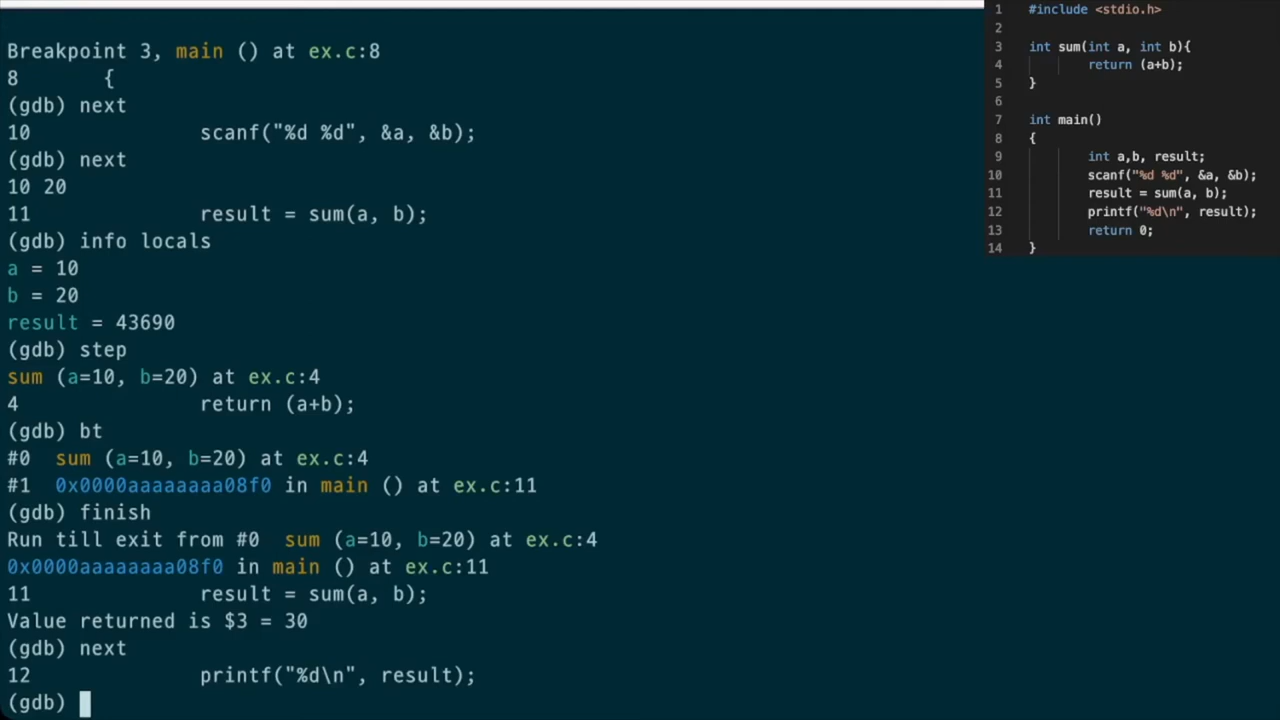 Breakpoint 3, main () at ex.c:8
8 {
(gdb) next
10 scanf("%d %d", &a, &b);
(gdb) next
10 20
11 result = sum(a, b);
(gdb) info locals
a = 10
b = 20
result = 43690
(gdb) step
sum (a=10, b=20) at ex.c:4
4 return (a+b);
(gdb) bt
#0 sum (a=10, b=20) at ex.c:4
#1 0x0000aaaaaaaa08f0 in main () at ex.c:11
(gdb) finish
Run till exit from #0 sum (a=10, b=20) at ex.c:4
0x0000aaaaaaaa08f0 in main () at ex.c:11
11 result = sum(a, b);
Value returned is $3 = 30
(gdb) next
12 printf("%d\n", result);
(gdb)
1 #include <stdio.h>
2
3 int sum(int a, int b){
4 return (a+b);
5 }
6
7 int main()
8 {
9 int a,b, result;
10 scanf("%d %d", &a, &b);
11 result = sum(a, b);
12 printf("%d\n", result);
13 return 0;
14 }